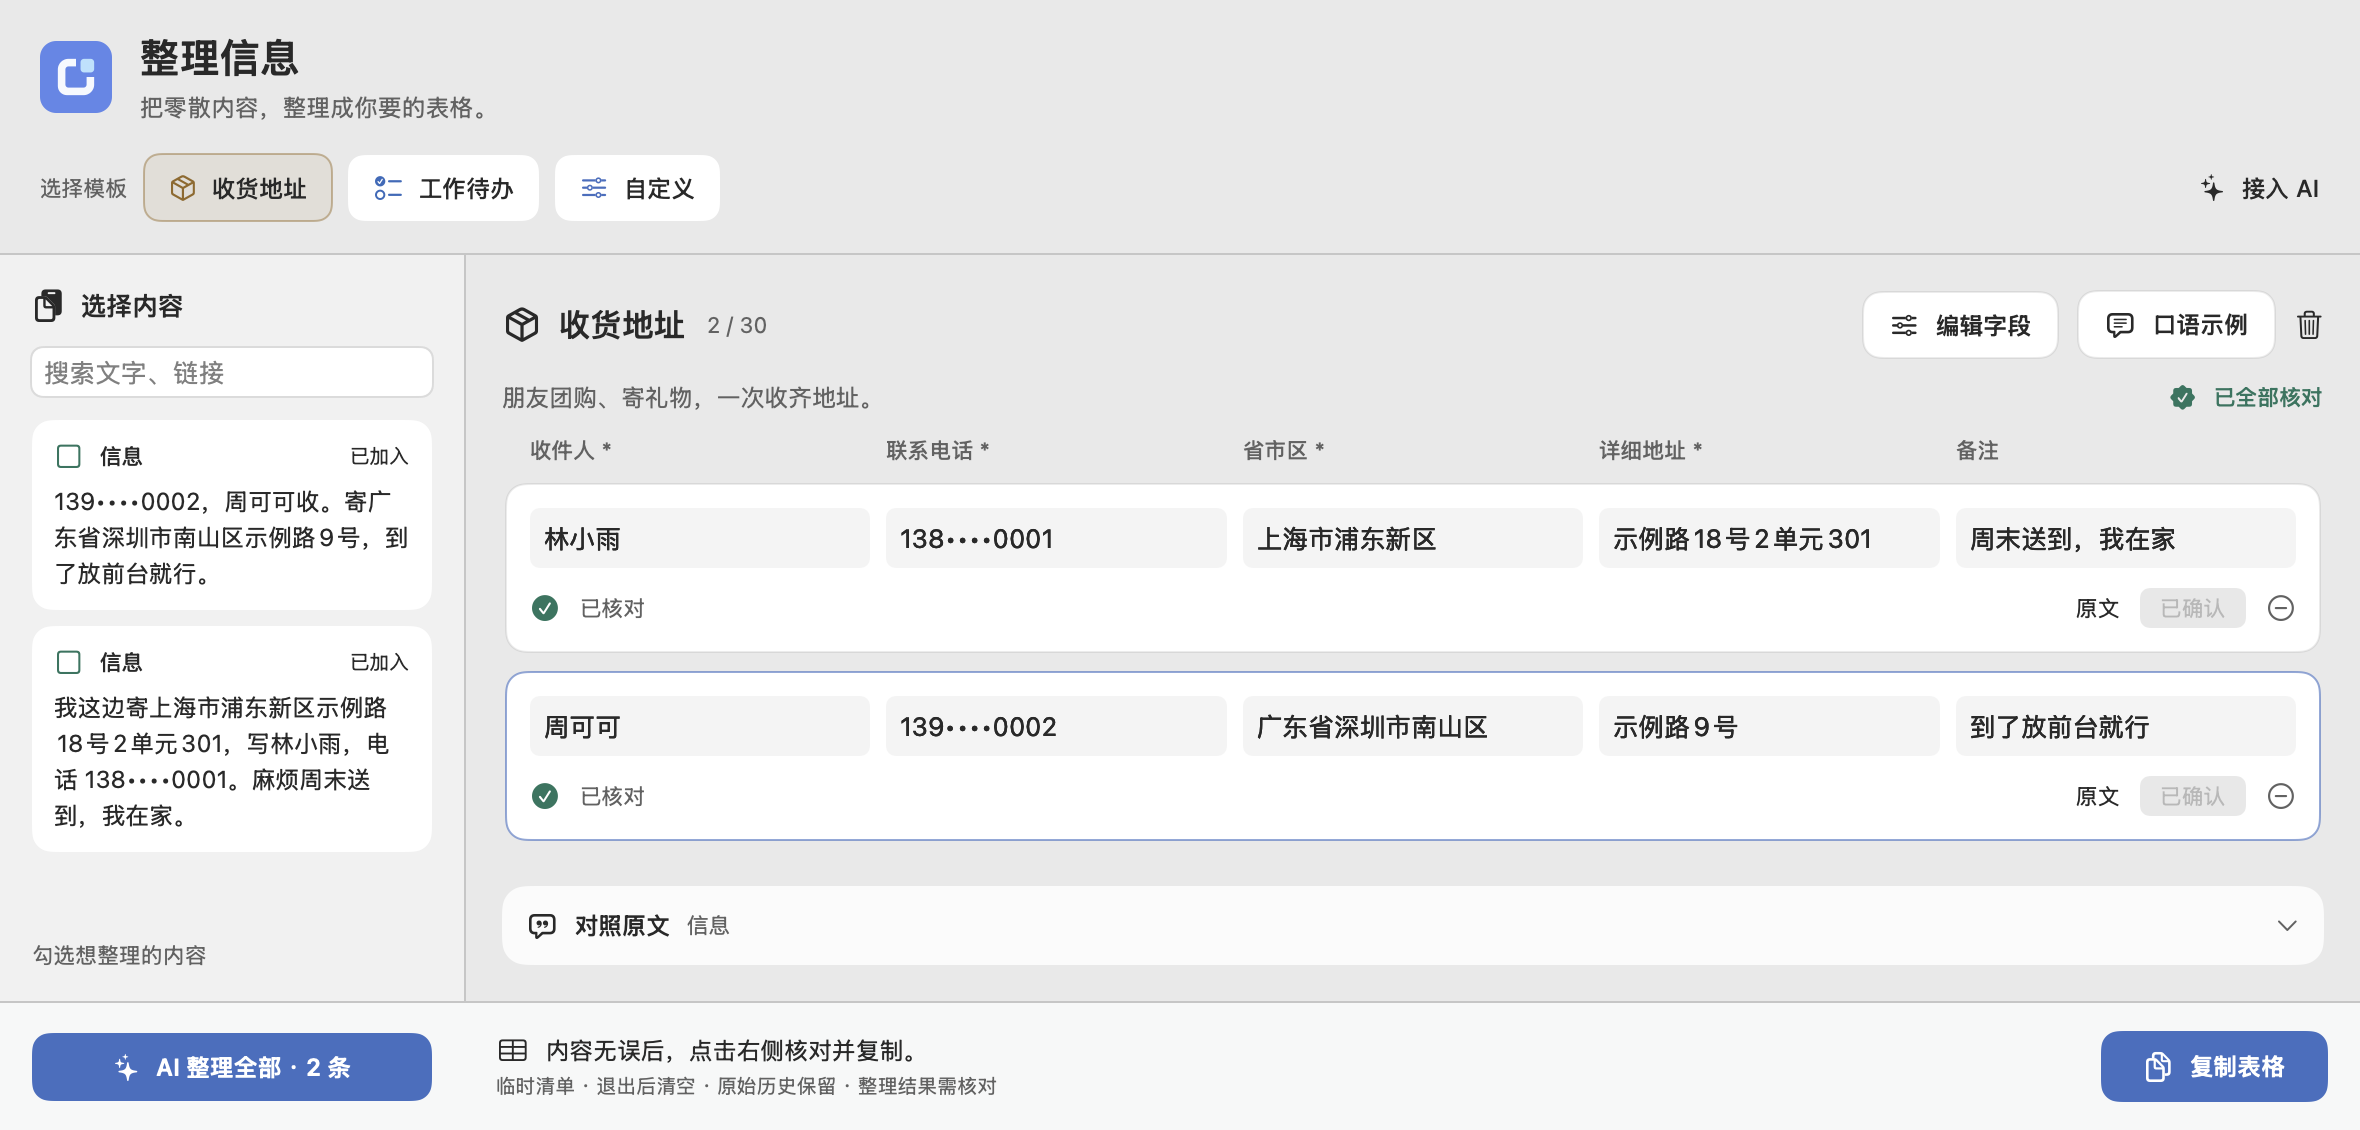 整理信息
把零散内容，整理成你要的表格。
选择模板
收货地址
工作待办
自定义
接入 AI
选择内容
搜索文字、链接
信息
已加入
139••••0002，周可可收。寄广
东省深圳市南山区示例路9号，到
了放前台就行。
信息
已加入
我这边寄上海市浦东新区示例路
18号2单元301，写林小雨，电
话 138••••0001。麻烦周末送
到，我在家。
勾选想整理的内容
收货地址 2 / 30
编辑字段
口语示例
朋友团购、寄礼物，一次收齐地址。
已全部核对
收件人 *
联系电话 *
省市区 *
详细地址 *
备注
林小雨
138••••0001
上海市浦东新区
示例路18号2单元301
周末送到，我在家
已核对
原文
已确认
周可可
139••••0002
广东省深圳市南山区
示例路9号
到了放前台就行
已核对
原文
已确认
对照原文 信息
AI 整理全部 · 2 条
内容无误后，点击右侧核对并复制。
临时清单 · 退出后清空 · 原始历史保留 · 整理结果需核对
复制表格